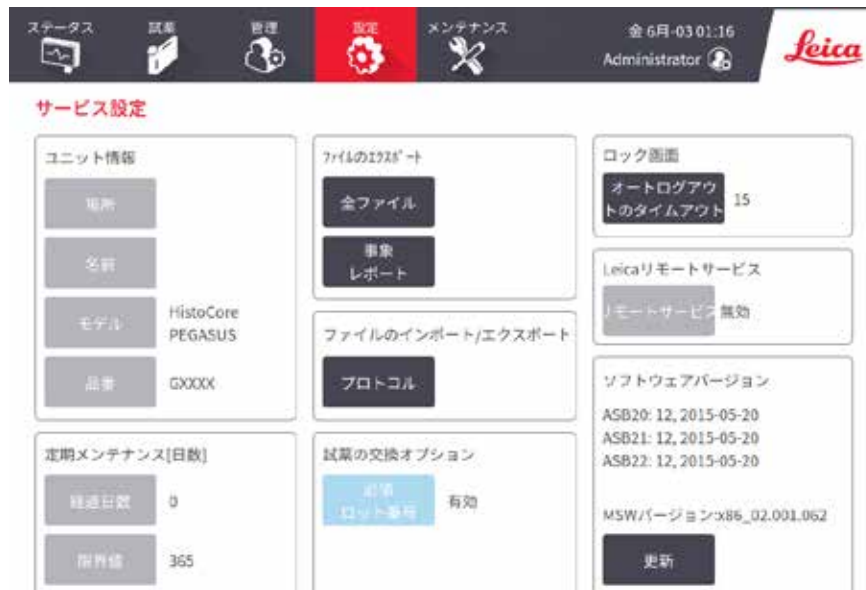 ステータス
試薬
管理
設定
メンテナンス
金 6月-03 01:16
Administrator
Leica
サービス設定
ユニット情報
場所
名前
モデル
HistoCore
PEGASUS
品番
GXXXX
定期メンテナンス[日数]
経過日数
0
限界値
365
ファイルのエクスポート
全ファイル
事象
レポート
ファイルのインポート/エクスポート
プロトコル
試薬の交換オプション
必須
ロット番号
有効
ロック画面
オートログアウ
トのタイムアウト
15
Leicaリモートサービス
リモートサービス
無効
ソフトウェアバージョン
ASB20: 12, 2015-05-20
ASB21: 12, 2015-05-20
ASB22: 12, 2015-05-20
MSWバージョン:x86_02.001.062
更新